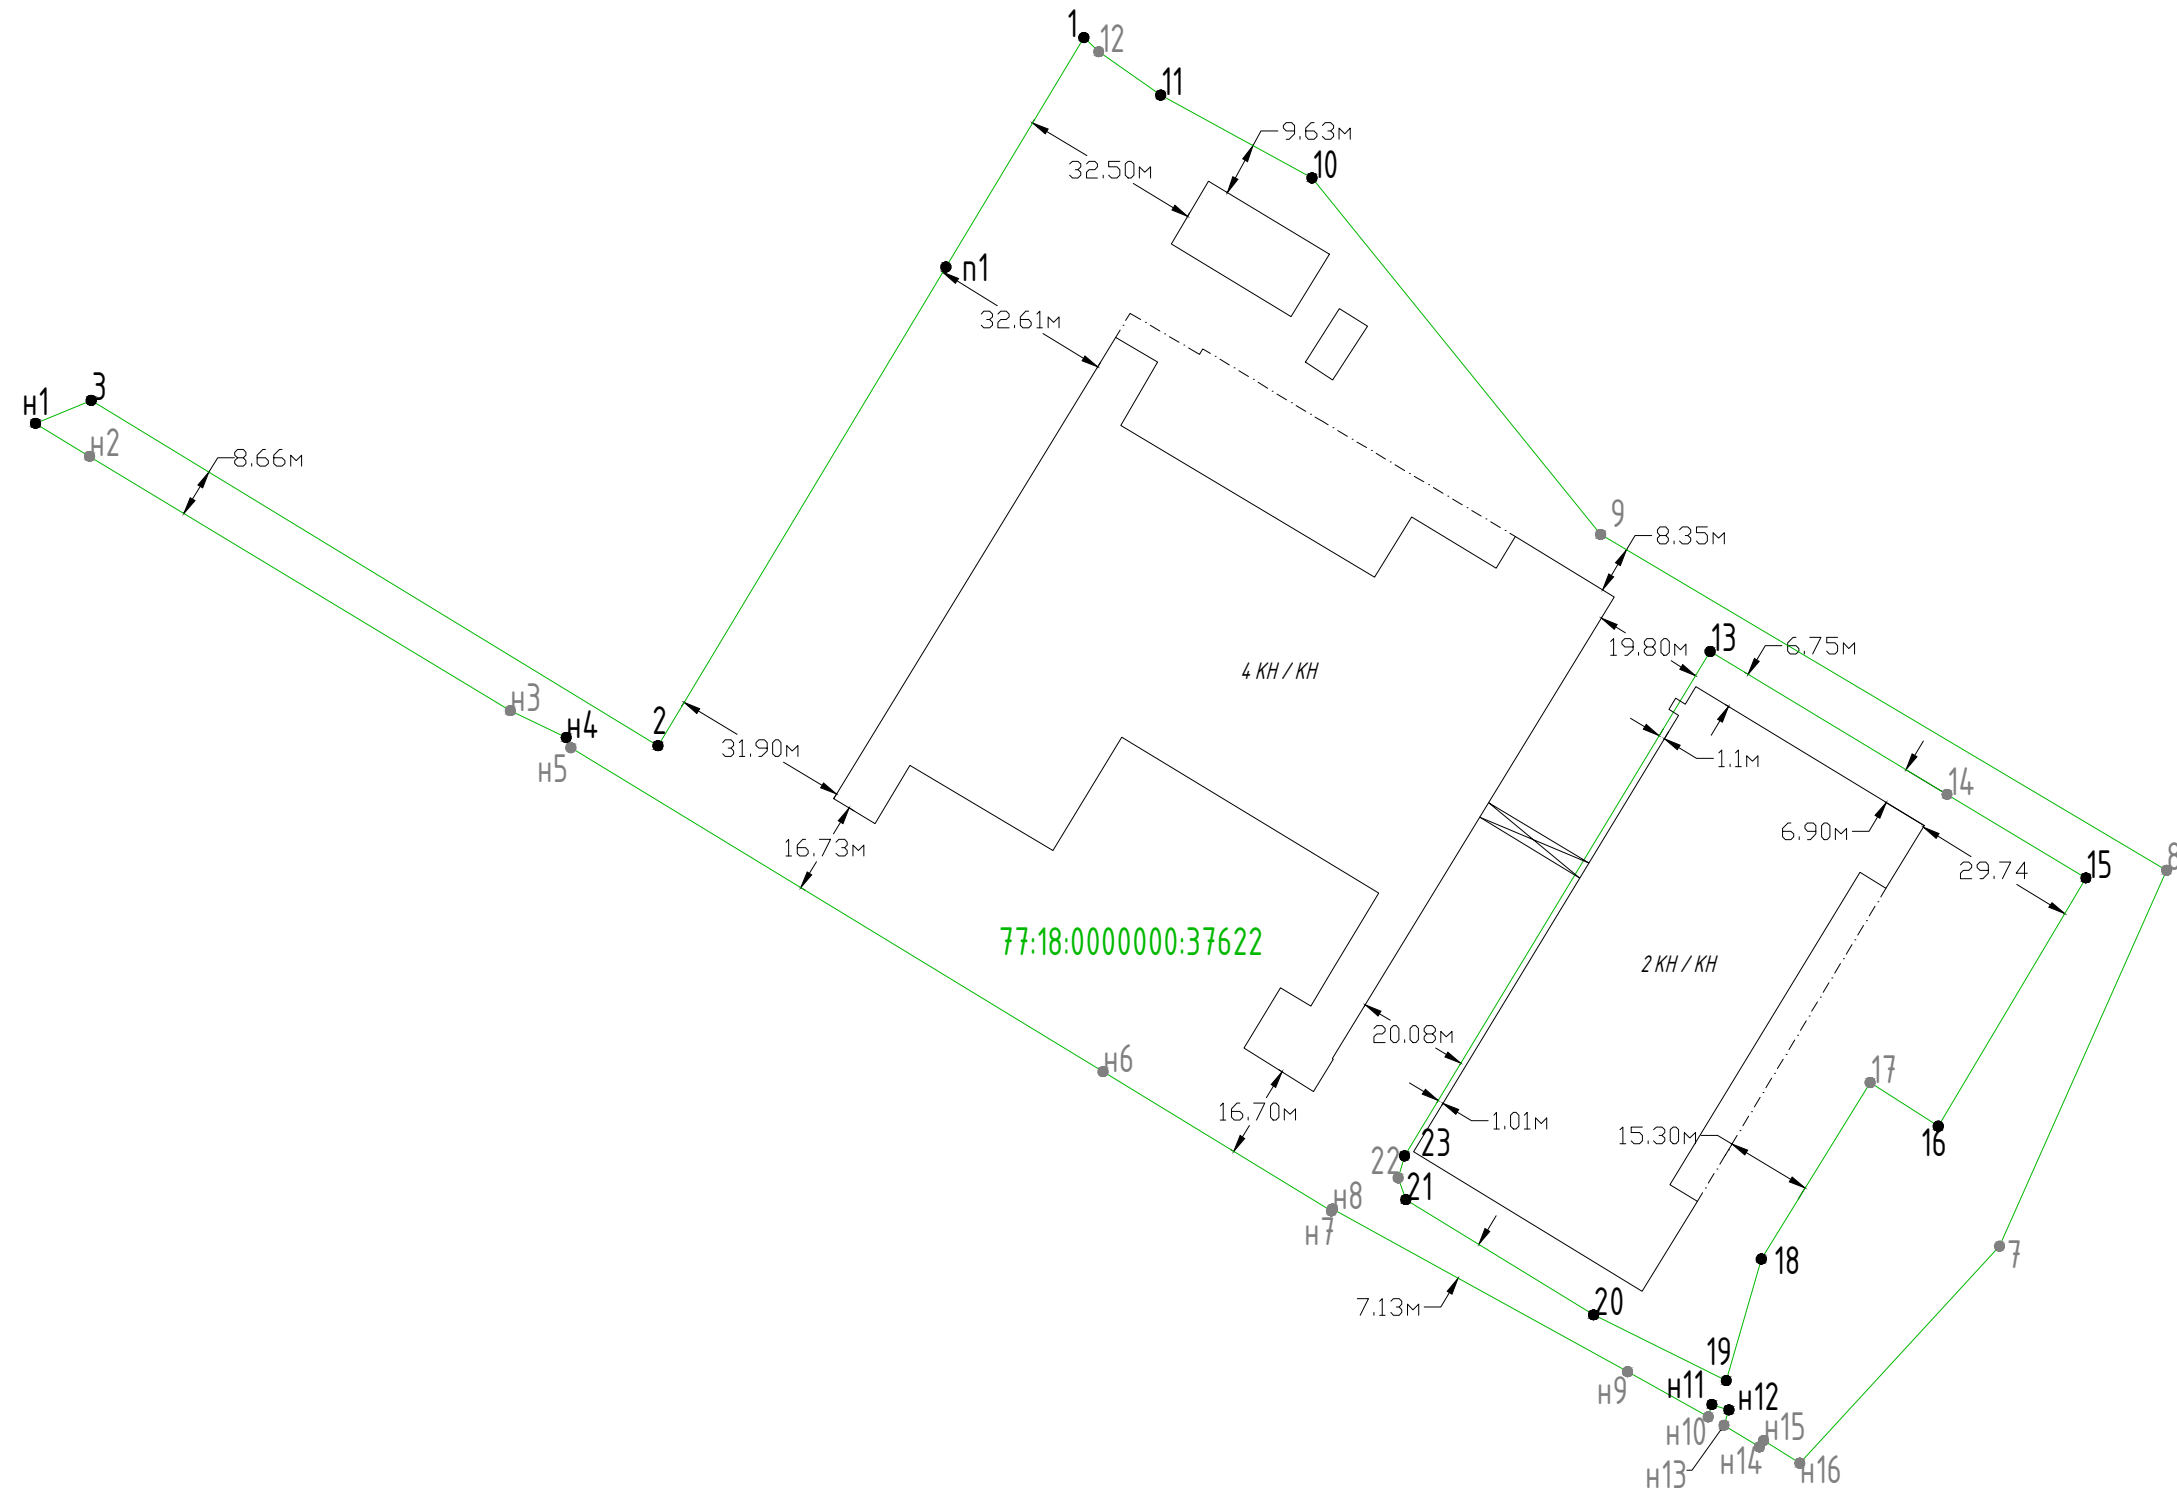 1
12
11
9.63м
10
32.50м
n1
32.61м
н1
3
н2
8.66м
9
8.35м
13
6.75м
19.80м
4 КН / КН
н3
н4
2
н5
31.90м
1.1м
14
16.73м
6.90м
29.74
15
8
77:18:0000000:37622
2 КН / КН
20.08м
н6
17
16.70м
1.01м
15.30м
16
23
22
21
н8
н7
7
18
7.13м
20
19
н9
н11
н12
н10
н15
н14
н13
н16